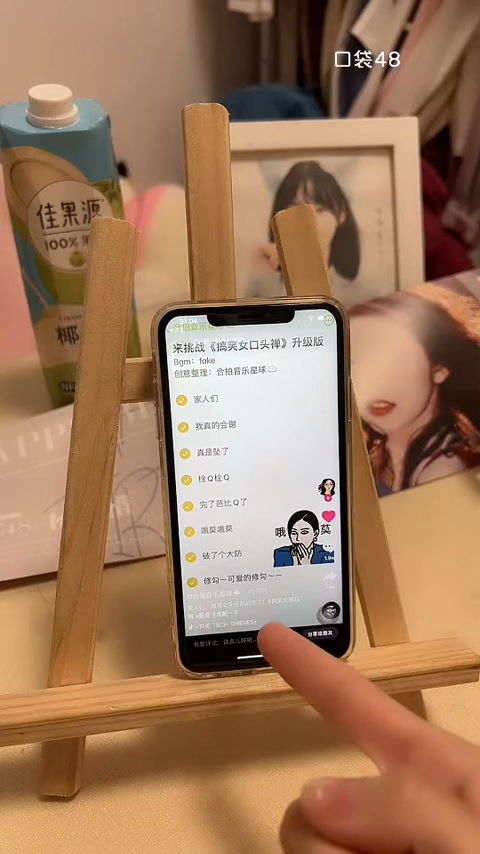 口袋48
佳果源
100%
椰
来挑战《搞笑女口头禅》升级版
Bgm：fake
创意整理：合拍音乐星球
家人们
我真的会谢
真是坠了
栓Q栓Q
完了芭比Q了
哦莫哦莫
破了个大防
修勾～可爱的修勾～～
哦 莫
分享给朋友